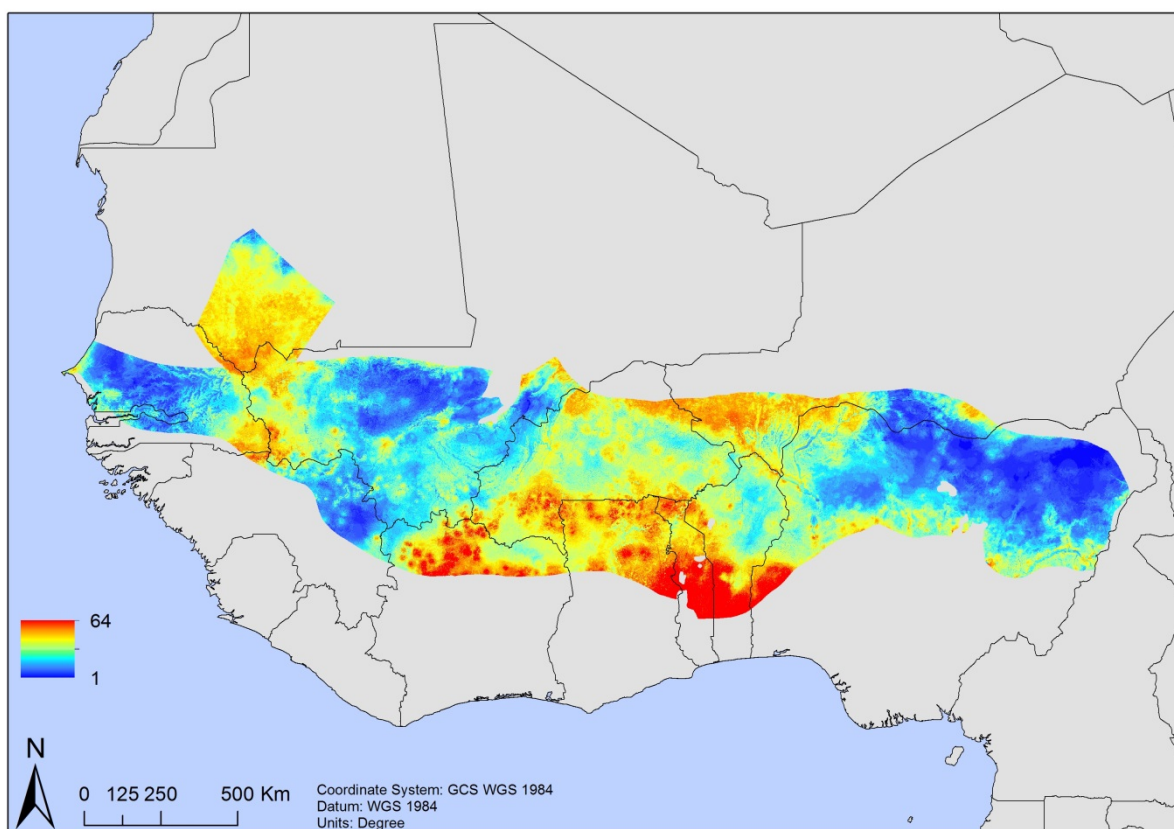 64
1
N
0 125 250 500 Km
Coordinate System: GCS WGS 1984
Datum: WGS 1984
Units: Degree